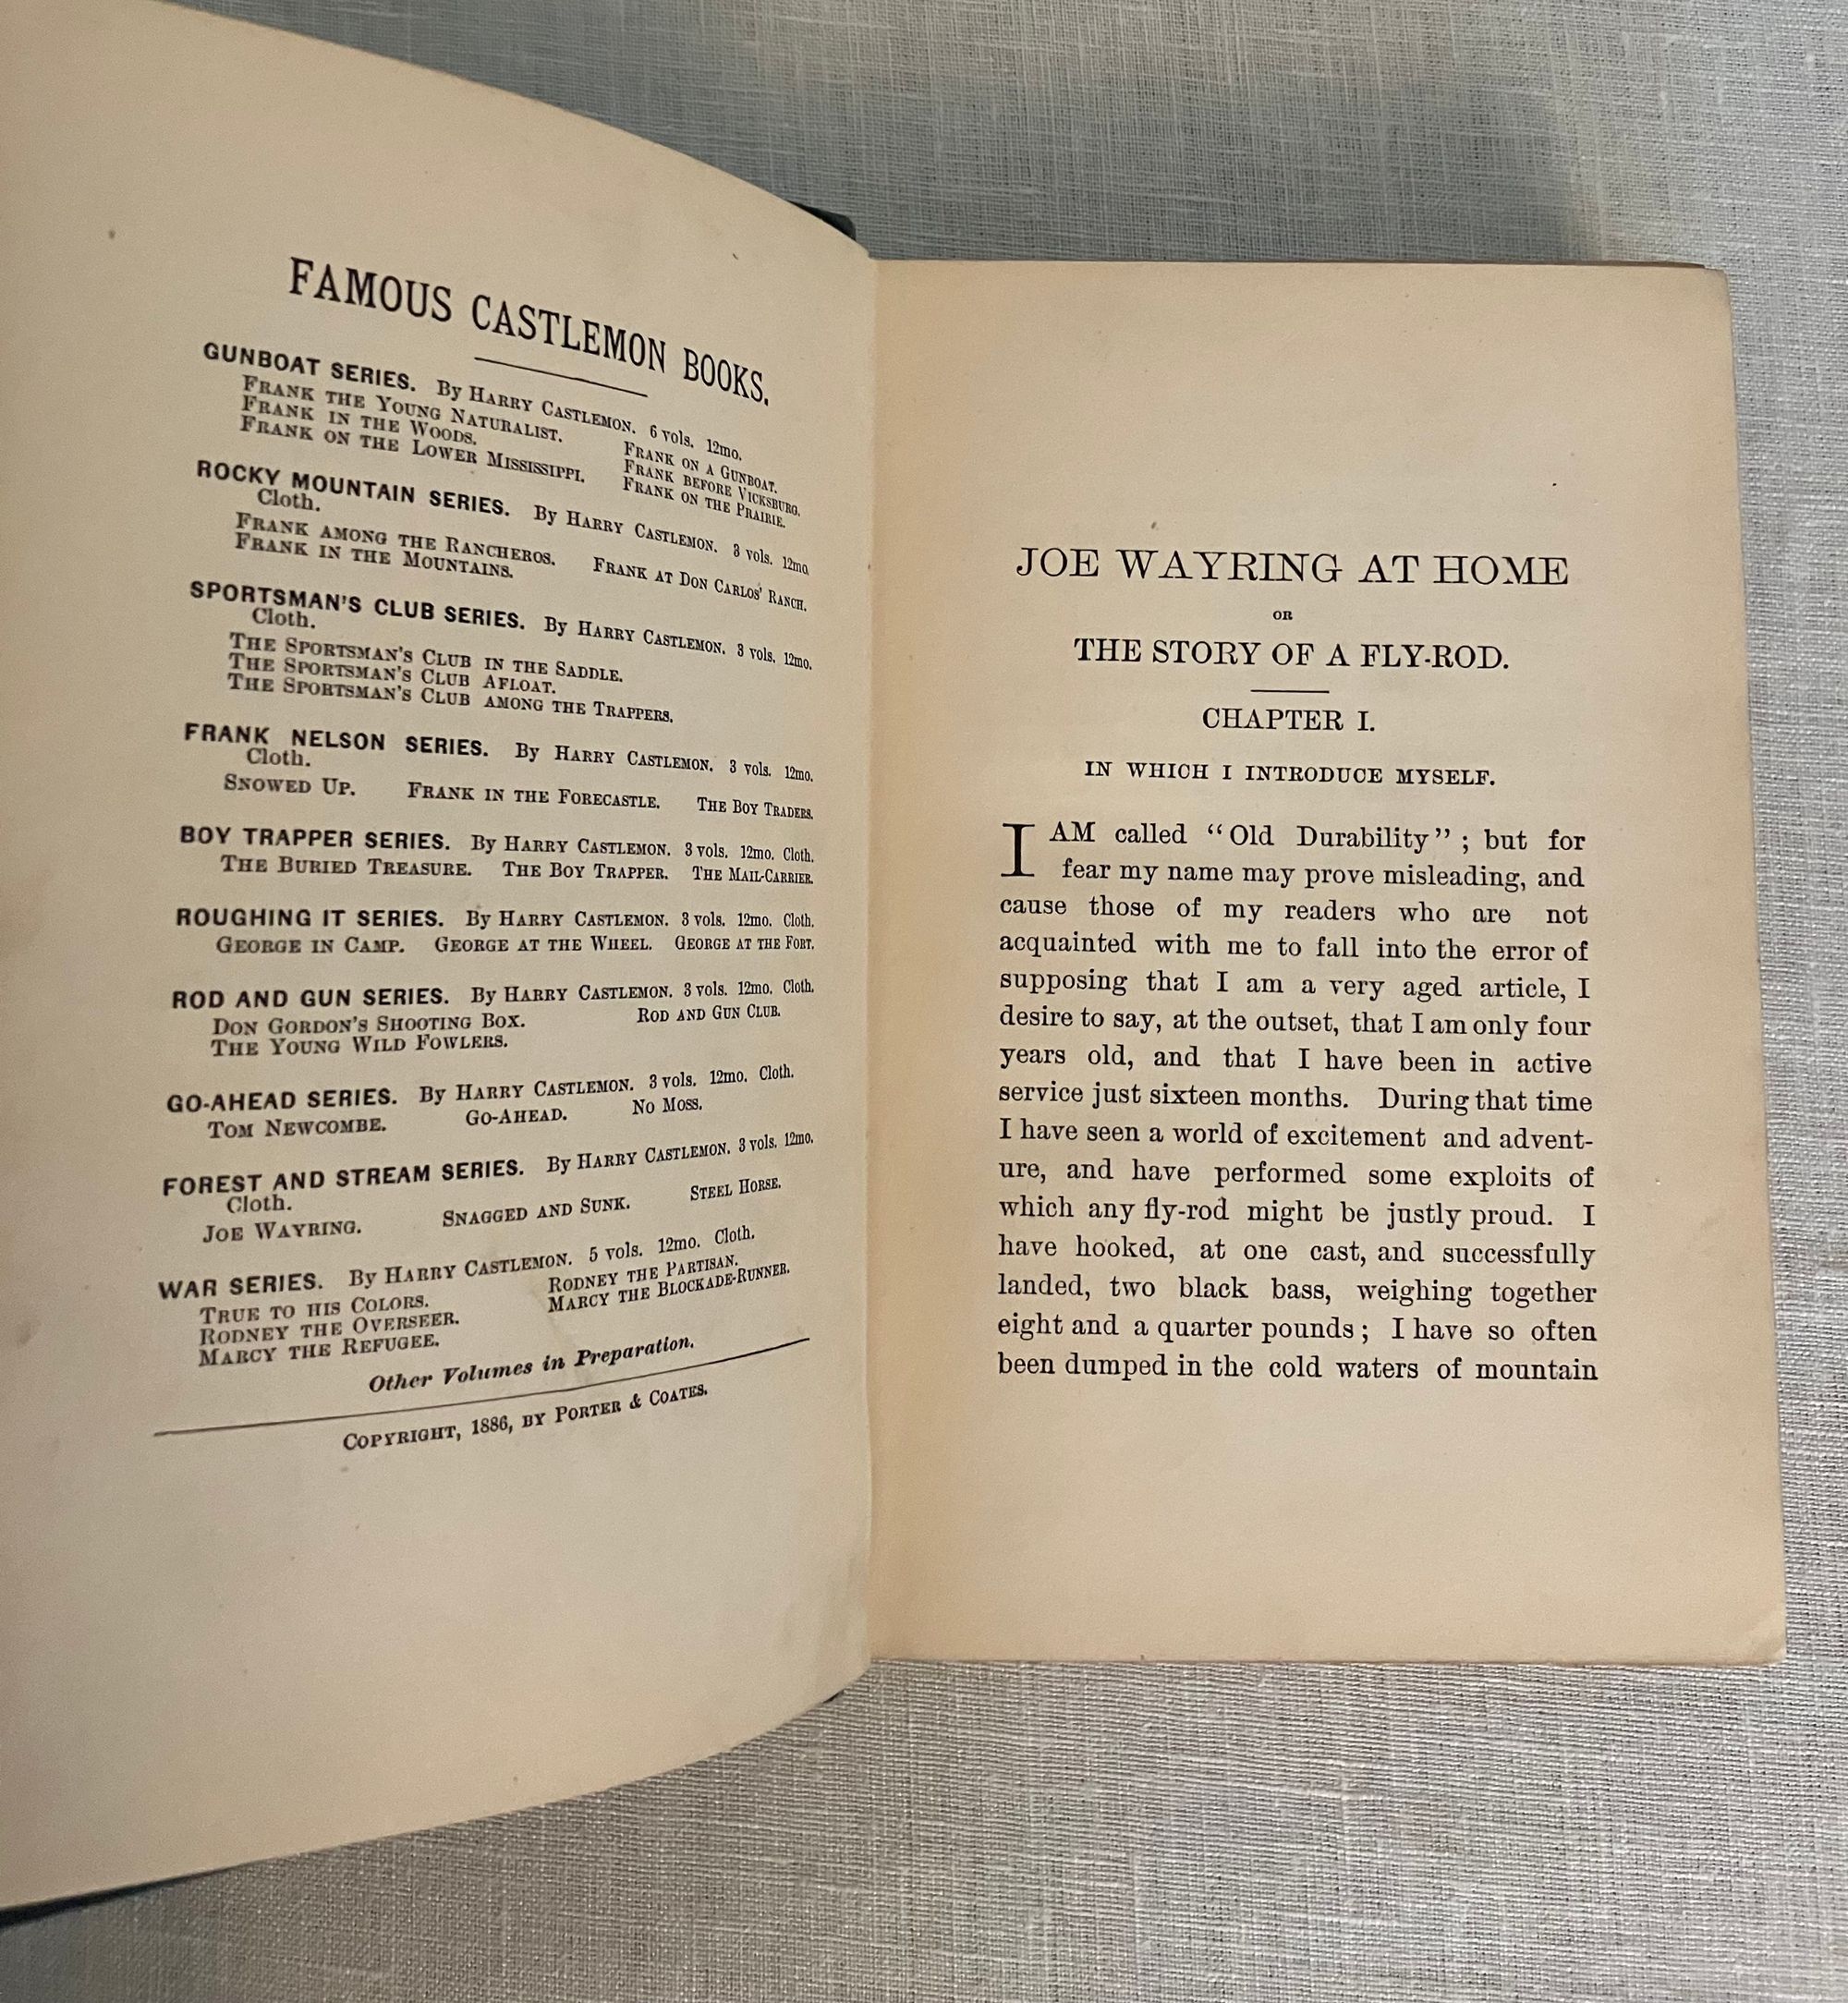 FAMOUS CASTLEMON BOOKS.
GUNBOAT SERIES. By HARRY CASTLEMON. 6 vols. 12mo.
FRANK THE YOUNG NATURALIST. FRANK ON A GUNBOAT.
FRANK IN THE WOODS. FRANK BEFORE VICKSBURG.
FRANK ON THE LOWER MISSISSIPPI. FRANK ON THE PRAIRIE.
ROCKY MOUNTAIN SERIES. By HARRY CASTLEMON. 3 vols. 12mo.
Cloth.
FRANK AMONG THE RANCHEROS. FRANK AT DON CARLOS' RANCH.
FRANK IN THE MOUNTAINS.
SPORTSMAN'S CLUB SERIES. By HARRY CASTLEMON. 3 vols. 12mo.
Cloth.
THE SPORTSMAN'S CLUB IN THE SADDLE.
THE SPORTSMAN'S CLUB AFLOAT.
THE SPORTSMAN'S CLUB AMONG THE TRAPPERS.
FRANK NELSON SERIES. By HARRY CASTLEMON. 3 vols. 12mo.
Cloth.
SNOWED UP. FRANK IN THE FORECASTLE. THE BOY TRADERS.
BOY TRAPPER SERIES. By HARRY CASTLEMON. 3 vols. 12mo. Cloth.
THE BURIED TREASURE. THE BOY TRAPPER. THE MAIL-CARRIER.
ROUGHING IT SERIES. By HARRY CASTLEMON. 3 vols. 12mo. Cloth.
GEORGE IN CAMP. GEORGE AT THE WHEEL. GEORGE AT THE FORT.
ROD AND GUN SERIES. By HARRY CASTLEMON. 3 vols. 12mo. Cloth.
DON GORDON'S SHOOTING BOX. ROD AND GUN CLUB.
THE YOUNG WILD FOWLERS.
GO-AHEAD SERIES. By HARRY CASTLEMON. 3 vols. 12mo. Cloth.
TOM NEWCOMBE. GO-AHEAD. NO MOSS.
FOREST AND STREAM SERIES. By HARRY CASTLEMON. 3 vols. 12mo.
Cloth.
JOE WAYRING. SNAGGED AND SUNK. STEEL HORSE.
WAR SERIES. By HARRY CASTLEMON. 5 vols. 12mo. Cloth.
TRUE TO HIS COLORS. RODNEY THE PARTISAN.
RODNEY THE OVERSEER. MARCY THE BLOCKADE-RUNNER.
MARCY THE REFUGEE.
Other Volumes in Preparation.
COPYRIGHT, 1886, BY PORTER & COATES.
JOE WAYRING AT HOME
OR
THE STORY OF A FLY-ROD.
CHAPTER I.
IN WHICH I INTRODUCE MYSELF.
I AM called "Old Durability"; but for
fear my name may prove misleading, and
cause those of my readers who are not
acquainted with me to fall into the error of
supposing that I am a very aged article, I
desire to say, at the outset, that I am only four
years old, and that I have been in active
service just sixteen months. During that time
I have seen a world of excitement and advent-
ure, and have performed some exploits of
which any fly-rod might be justly proud. I
have hooked, at one cast, and successfully
landed, two black bass, weighing together
eight and a quarter pounds; I have so often
been dumped in the cold waters of mountain